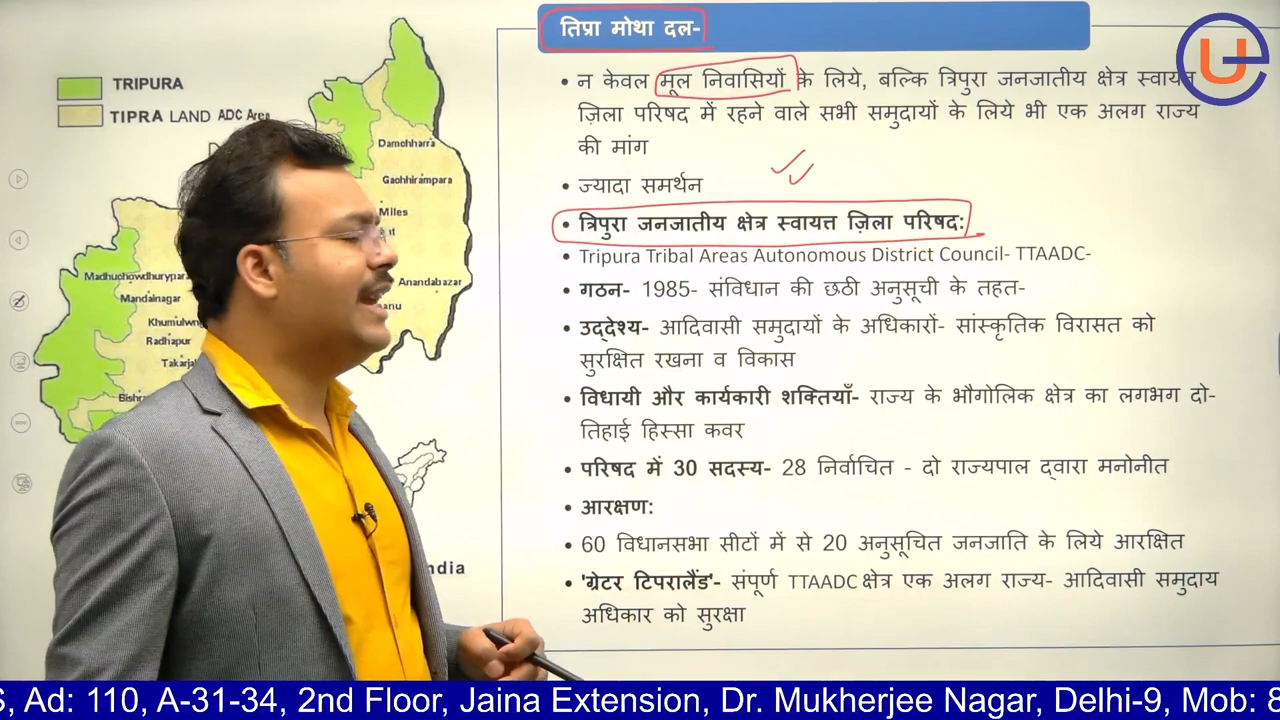 तिप्रा मोथा दल-
• न केवल मूल निवासियों के लिये, बल्कि त्रिपुरा जनजातीय क्षेत्र स्वायत्त
ज़िला परिषद में रहने वाले सभी समुदायों के लिये भी एक अलग राज्य
की मांग
• ज्यादा समर्थन
• त्रिपुरा जनजातीय क्षेत्र स्वायत्त ज़िला परिषद:
• Tripura Tribal Areas Autonomous District Council- TTAADC-
• गठन- 1985- संविधान की छठी अनुसूची के तहत-
• उद्देश्य- आदिवासी समुदायों के अधिकारों- सांस्कृतिक विरासत को
सुरक्षित रखना व विकास
• विधायी और कार्यकारी शक्तियाँ- राज्य के भौगोलिक क्षेत्र का लगभग दो-
तिहाई हिस्सा कवर
• परिषद में 30 सदस्य- 28 निर्वाचित - दो राज्यपाल द्वारा मनोनीत
• आरक्षण:
• 60 विधानसभा सीटों में से 20 अनुसूचित जनजाति के लिये आरक्षित
• 'ग्रेटर टिपरालैंड'- संपूर्ण TTAADC क्षेत्र एक अलग राज्य- आदिवासी समुदाय
अधिकार को सुरक्षा
TRIPURA
TIPRA LAND ADC Area
Damchharra
Gachhirampara
Miles
Anandabazar
Madhuchowdhurypar
Mandainagar
Khumulwng
Radhapur
Takarjal
ndia
Ue
S, Ad: 110, A-31-34, 2nd Floor, Jaina Extension, Dr. Mukherjee Nagar, Delhi-9, Mob: 8